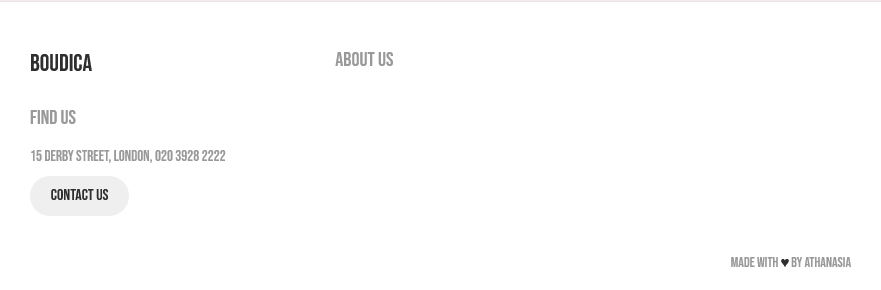 BOUDICA
ABOUT US
FIND US
15 DERBY STREET, LONDON, 020 3928 2222
CONTACT US
MADE WITH ♥ BY ATHANASIA